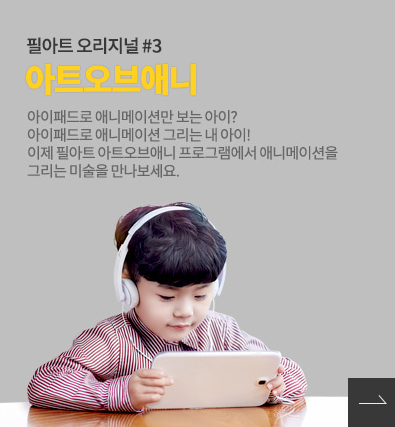 필아트 오리지널 #3
아트오브애니
아이패드로 애니메이션만 보는 아이?
아이패드로 애니메이션 그리는 내 아이!
이제 필아트 아트오브애니 프로그램에서 애니메이션을
그리는 미술을 만나보세요.